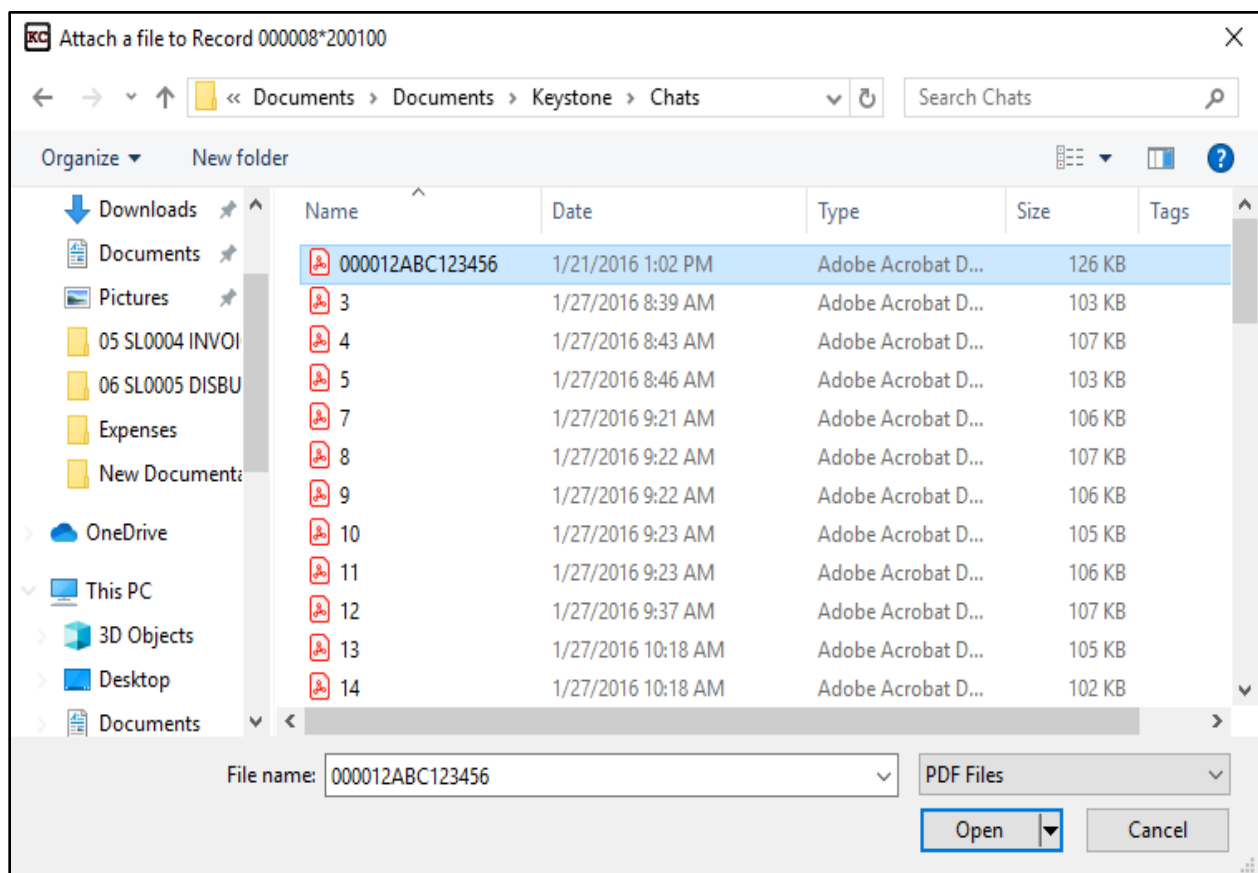 KC Attach a file to Record 000008*200100
« Documents > Documents > Keystone > Chats Search Chats
Organize New folder ?
Downloads
Documents
Pictures
05 SL0004 INVOI
06 SL0005 DISBU
Expenses
New Documenta
OneDrive
This PC
3D Objects
Desktop
Documents
Name Date Type Size Tags
000012ABC123456 1/21/2016 1:02 PM Adobe Acrobat D... 126 KB
3 1/27/2016 8:39 AM Adobe Acrobat D... 103 KB
4 1/27/2016 8:43 AM Adobe Acrobat D... 107 KB
5 1/27/2016 8:46 AM Adobe Acrobat D... 103 KB
7 1/27/2016 9:21 AM Adobe Acrobat D... 106 KB
8 1/27/2016 9:22 AM Adobe Acrobat D... 107 KB
9 1/27/2016 9:22 AM Adobe Acrobat D... 106 KB
10 1/27/2016 9:23 AM Adobe Acrobat D... 105 KB
11 1/27/2016 9:23 AM Adobe Acrobat D... 106 KB
12 1/27/2016 9:37 AM Adobe Acrobat D... 107 KB
13 1/27/2016 10:18 AM Adobe Acrobat D... 105 KB
14 1/27/2016 10:18 AM Adobe Acrobat D... 102 KB
File name: 000012ABC123456 PDF Files
Open Cancel